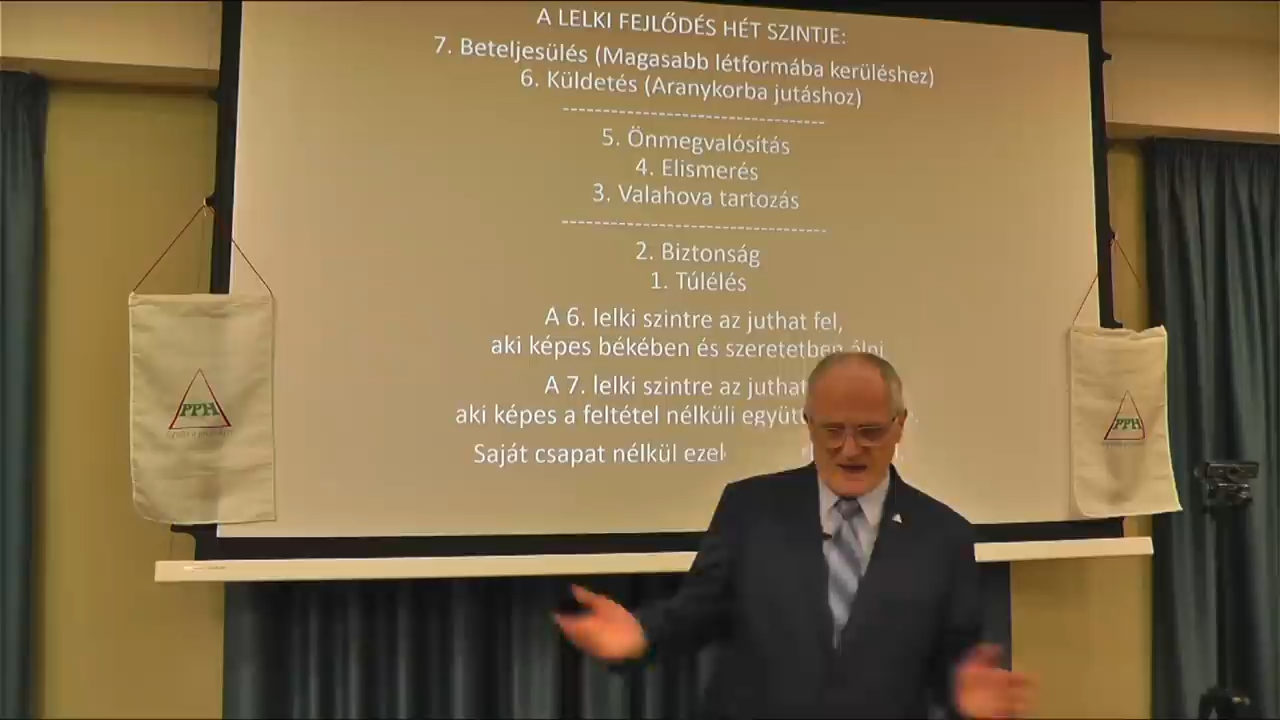 A LELKI FEJLŐDÉS HÉT SZINTJE:
7. Beteljesülés (Magasabb létformába kerüléshez)
6. Küldetés (Aranykorba jutáshoz)
--------------------------------
5. Önmegvalósítás
4. Elismerés
3. Valahova tartozás
--------------------------------
2. Biztonság
1. Túlélés
A 6. lelki szintre az juthat fel,
aki képes békében és szeretetben élni
A 7. lelki szintre az juthat
aki képes a feltétel nélküli
Saját csapat nélkül
PPH
PPH